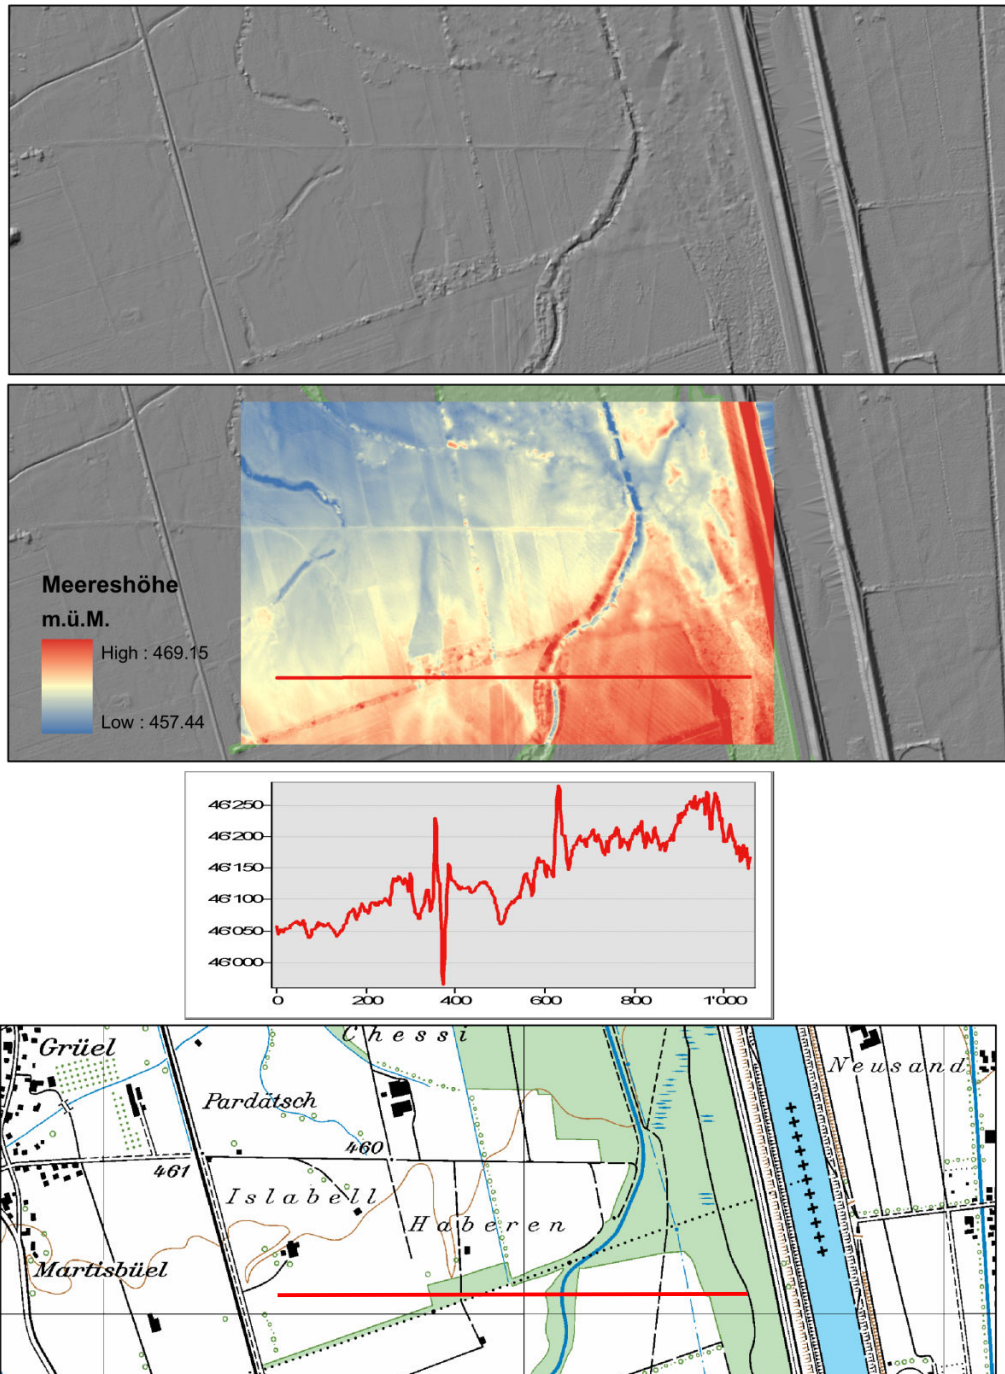 Meereshöhe
m.ü.M.
High : 469.15
Low : 457.44
46'250
46'200
46'150
46'100
46'050
46'000
0 200 400 600 800 1'000
Chessi
Grüel
Neusand
Pardätsch
460
461
Islabell
Haberen
Martisbüel